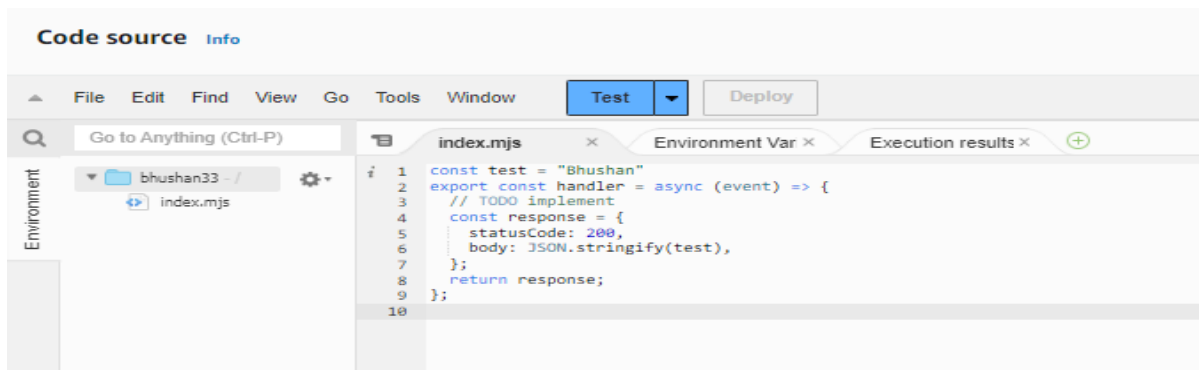 Code source Info
File Edit Find View Go Tools Window Test Deploy
Go to Anything (Ctrl-P)
index.mjs × Environment Var × Execution results ×
Environment
bhushan33 - /
index.mjs
i 1 const test = "Bhushan"
2 export const handler = async (event) => {
3 // TODO implement
4 const response = {
5 statusCode: 200,
6 body: JSON.stringify(test),
7 };
8 return response;
9 };
10